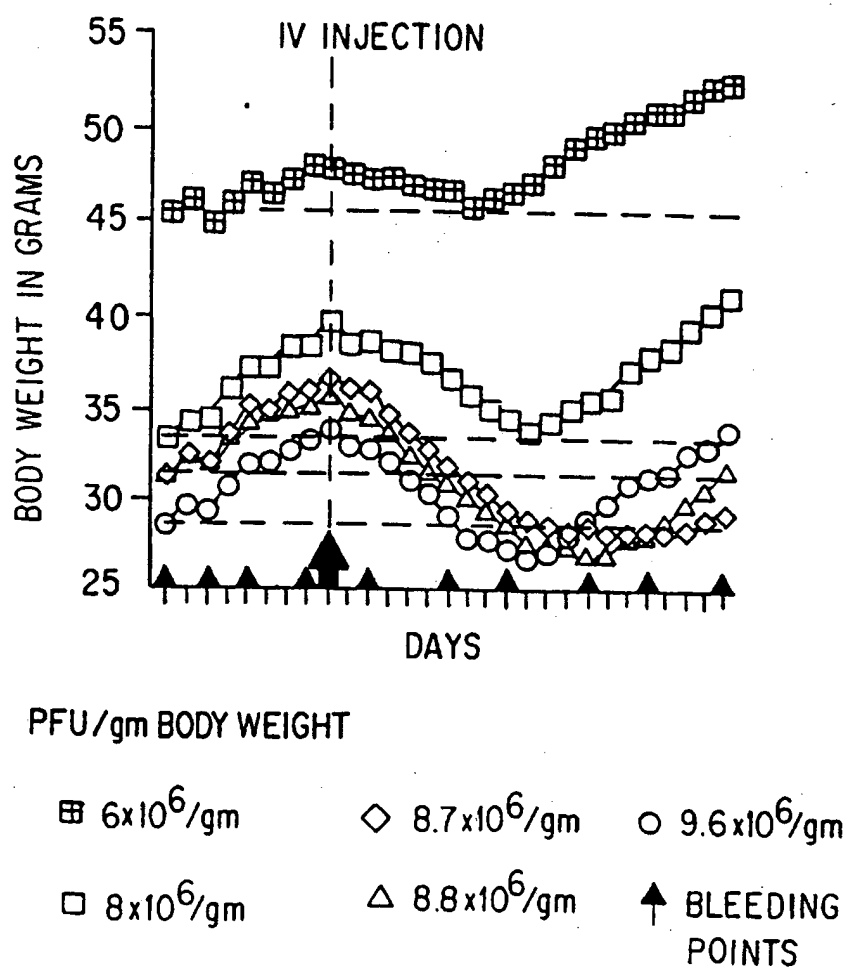 IV INJECTION
BODY WEIGHT IN GRAMS
55
50
45
40
35
30
25
DAYS
PFU/gm BODY WEIGHT
6x10⁶/gm
8.7x10⁶/gm
9.6x10⁶/gm
8x10⁶/gm
8.8x10⁶/gm
BLEEDING
POINTS